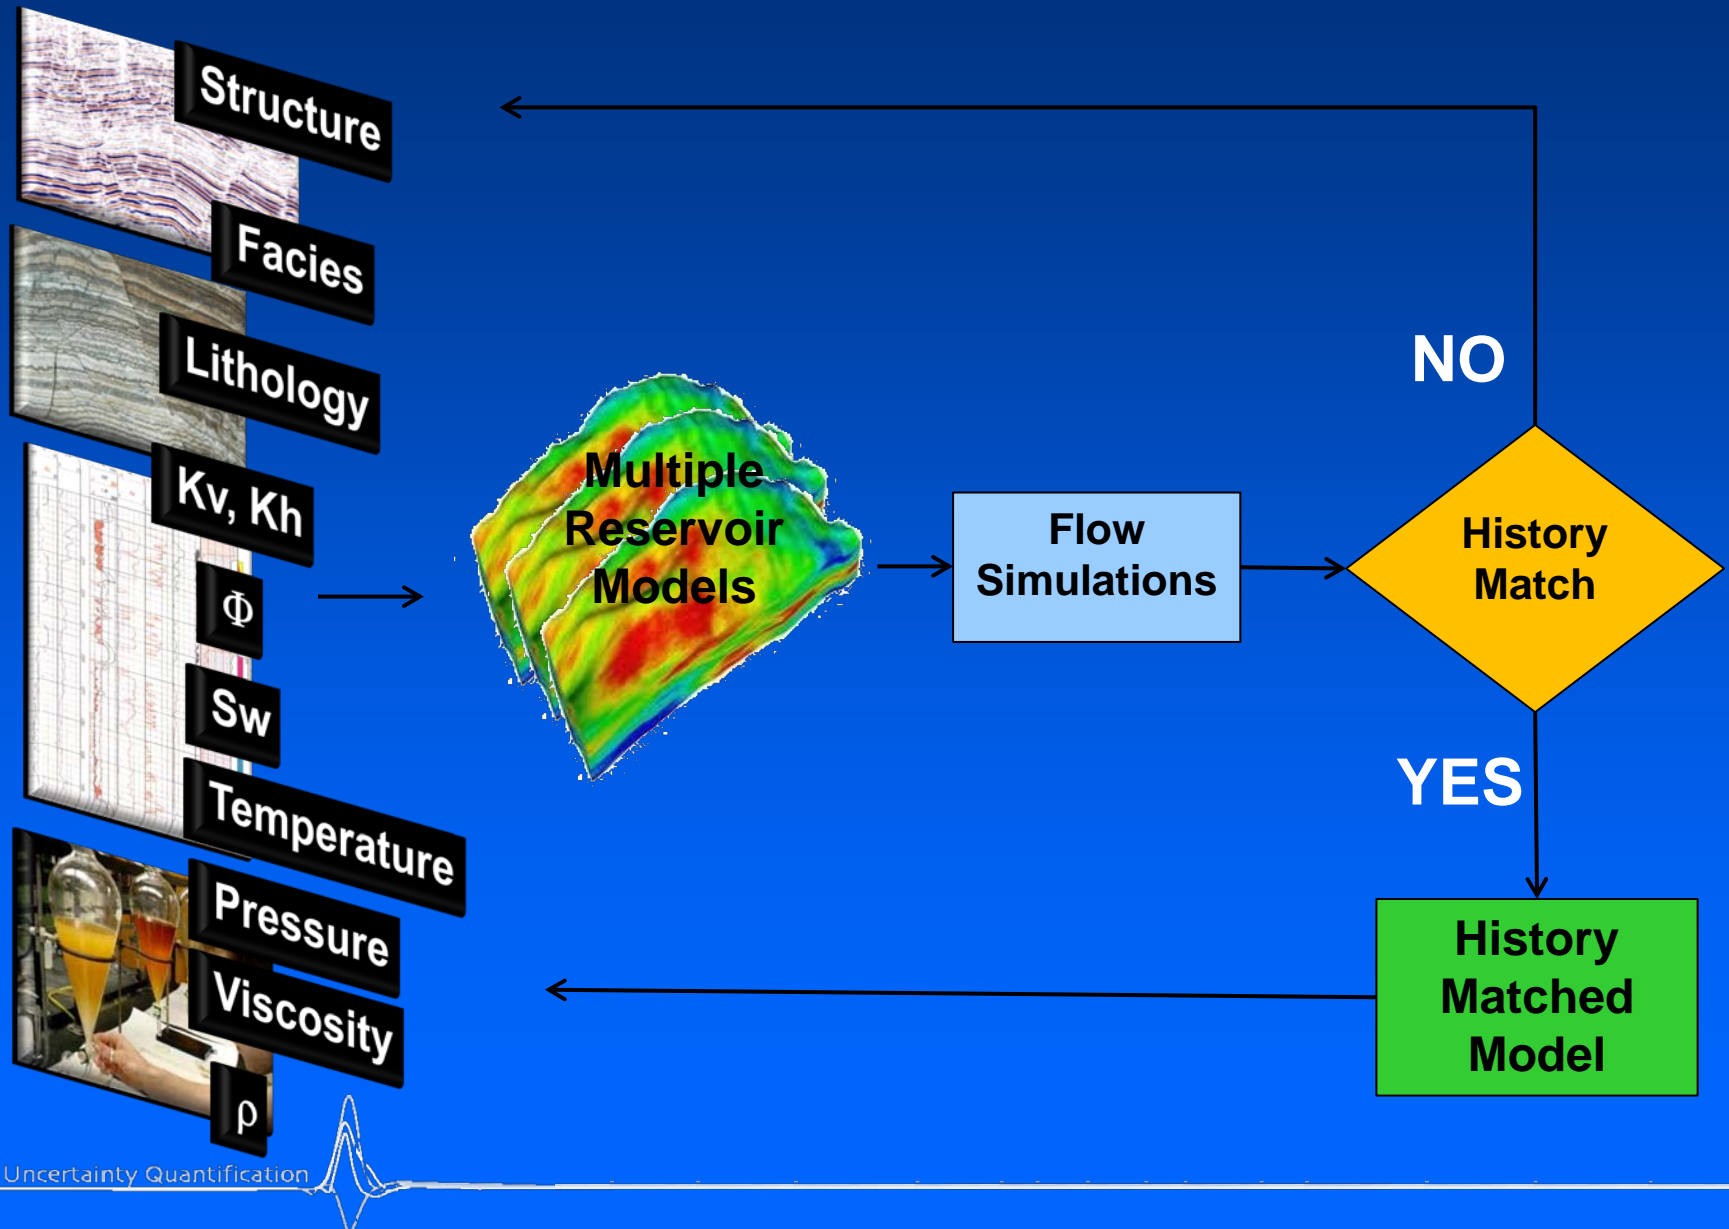 Structure
Facies
Lithology
Kv, Kh
Φ
Sw
Temperature
Pressure
Viscosity
ρ
Multiple
Reservoir
Models
Flow
Simulations
History
Match
NO
YES
History
Matched
Model
Uncertainty Quantification